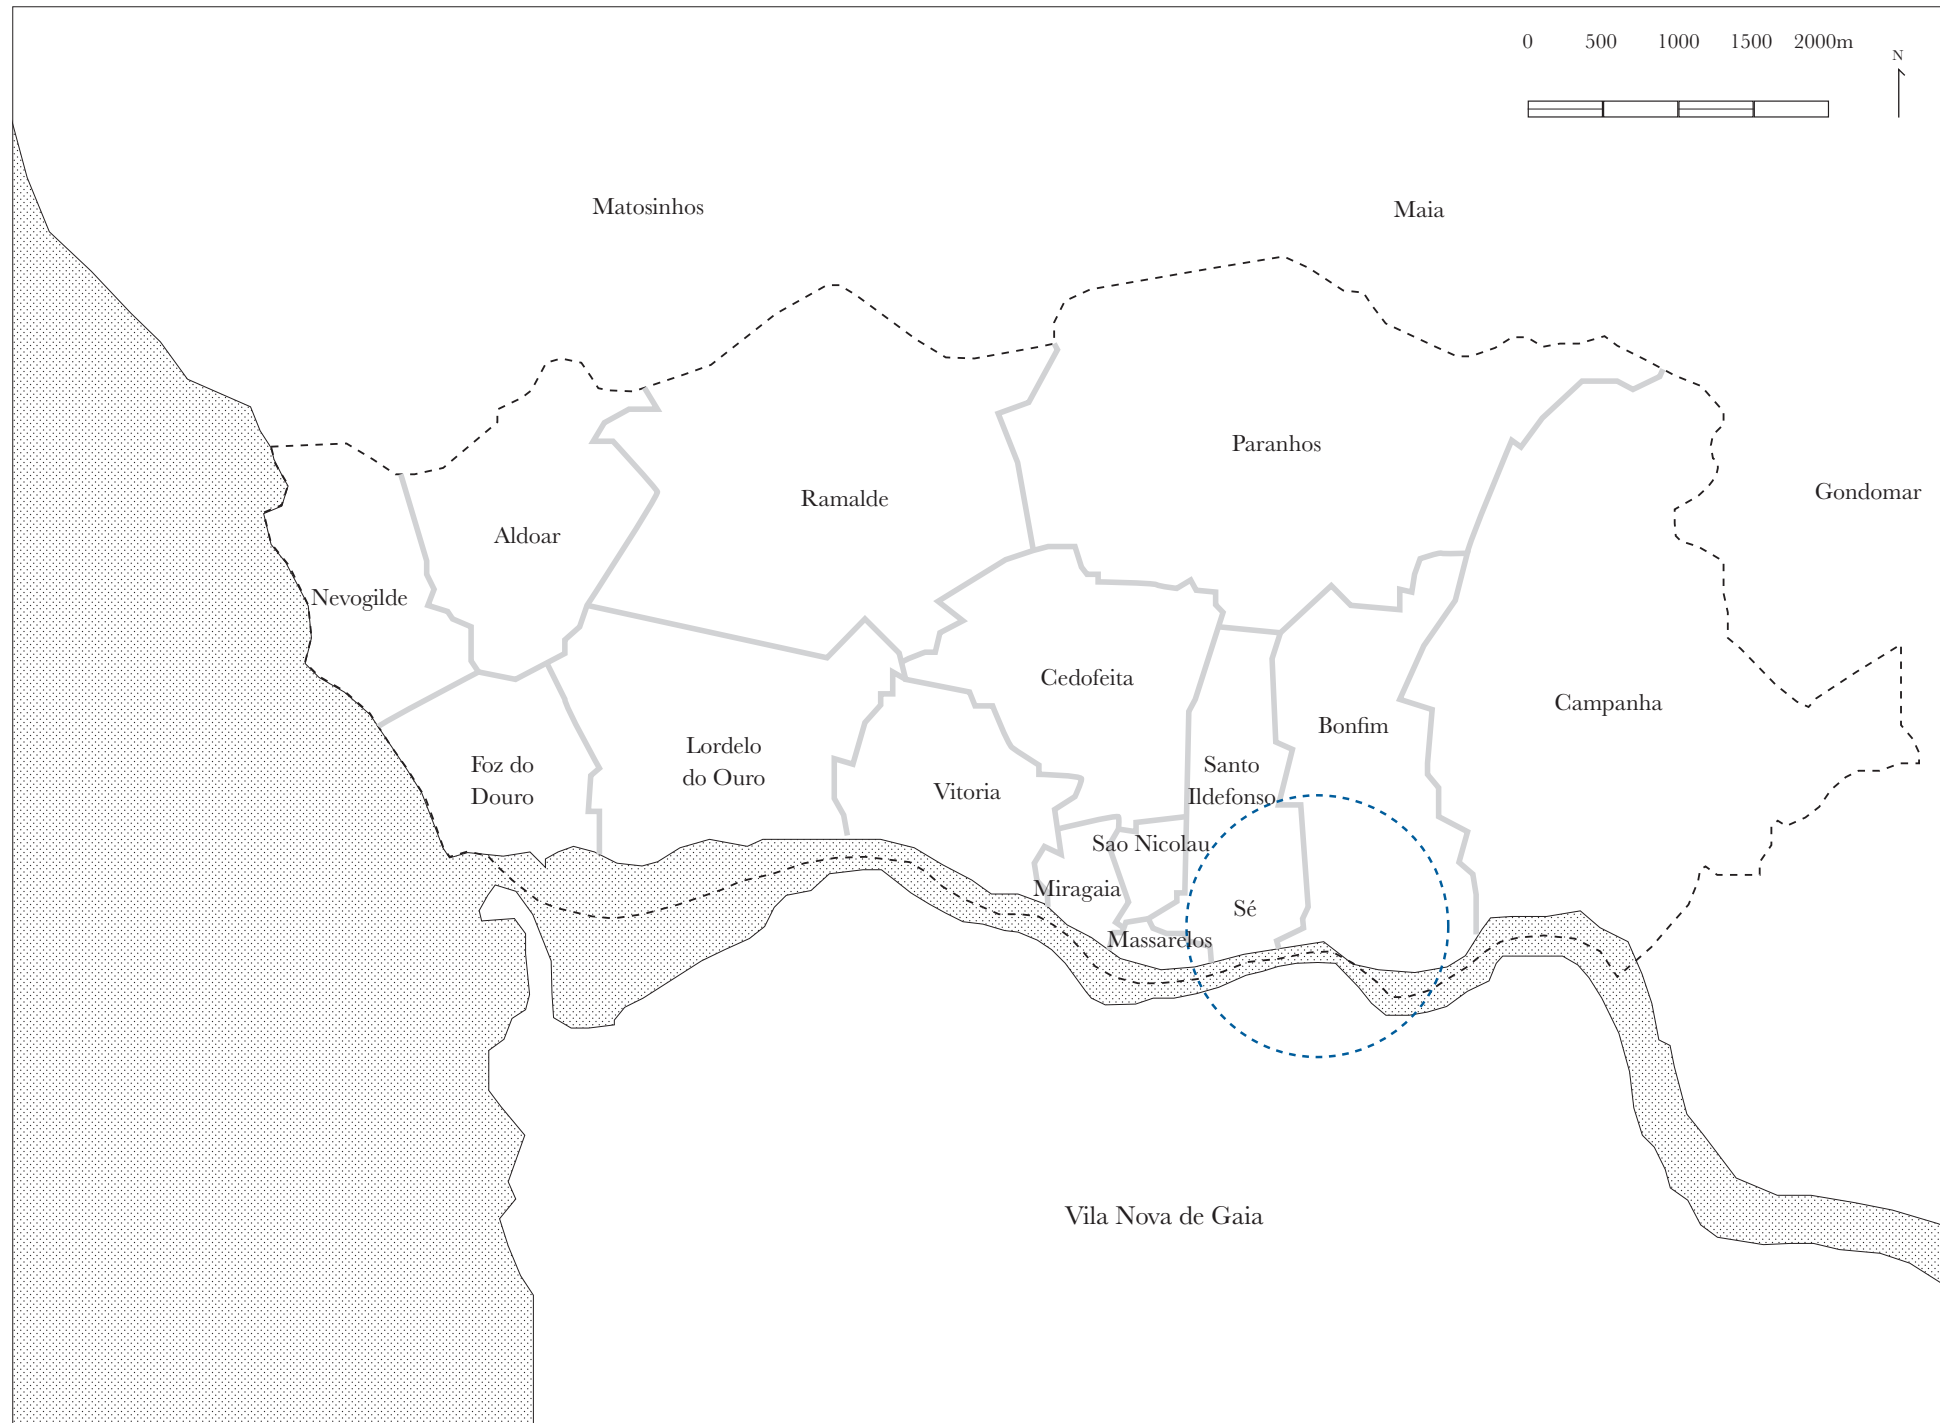 0 500 1000 1500 2000m
N
Matosinhos
Maia
Paranhos
Gondomar
Ramalde
Aldoar
Nevogilde
Cedofeita
Campanha
Bonfim
Lordelo
do Ouro
Foz do
Douro
Santo
Ildefonso
Vitoria
Sao Nicolau
Miragaia
Sé
Massarelos
Vila Nova de Gaia